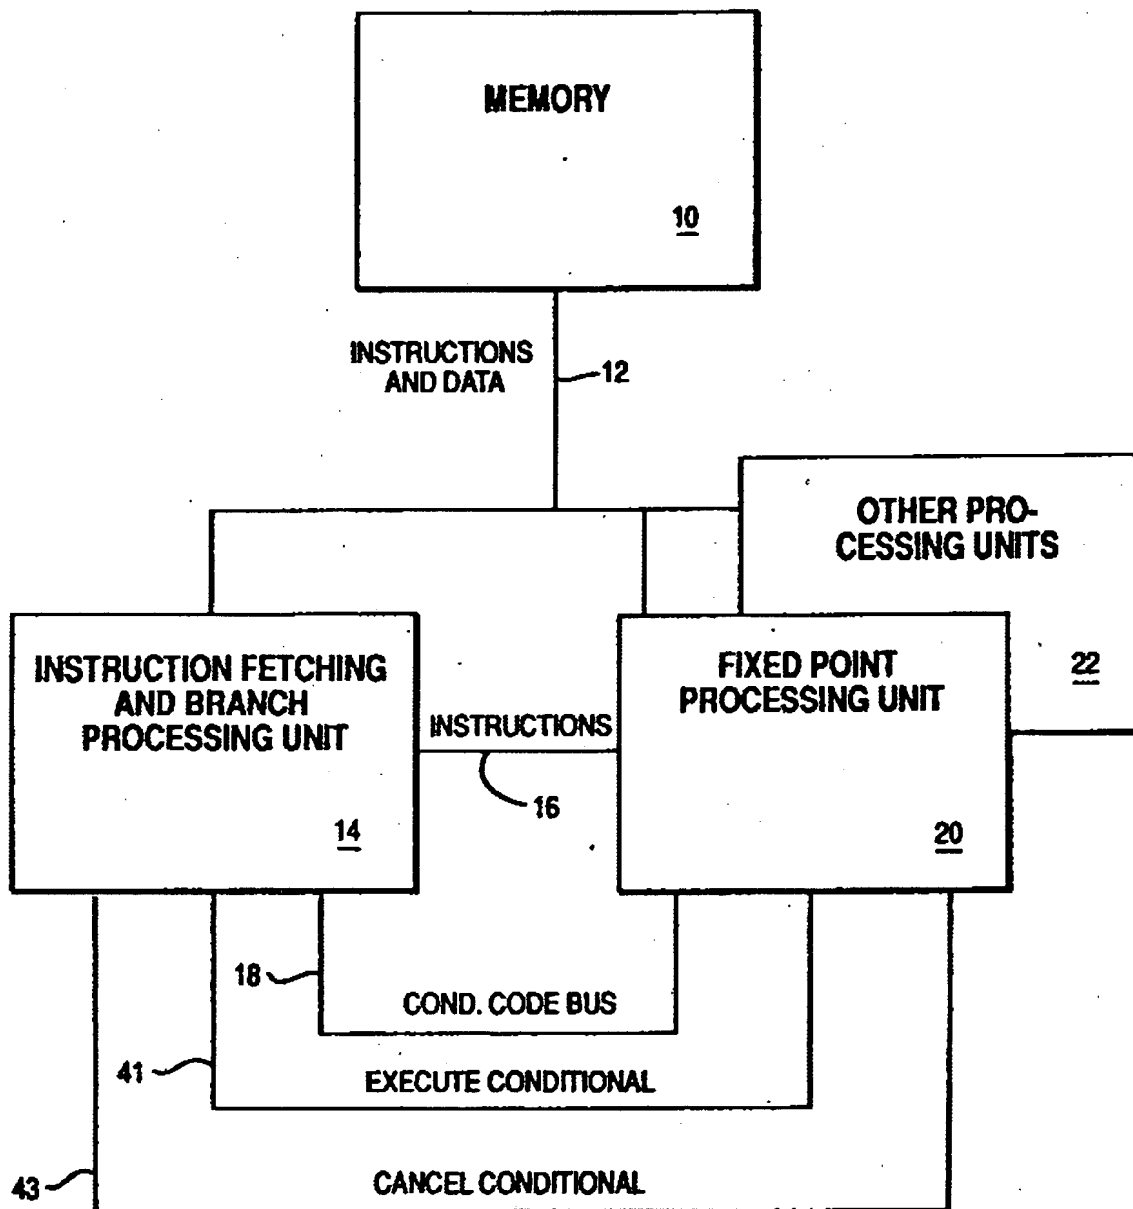 MEMORY
10
INSTRUCTIONS
AND DATA
12
OTHER PRO-
CESSING UNITS
22
INSTRUCTION FETCHING
AND BRANCH
PROCESSING UNIT
14
INSTRUCTIONS
16
FIXED POINT
PROCESSING UNIT
20
18
COND. CODE BUS
41
EXECUTE CONDITIONAL
43
CANCEL CONDITIONAL